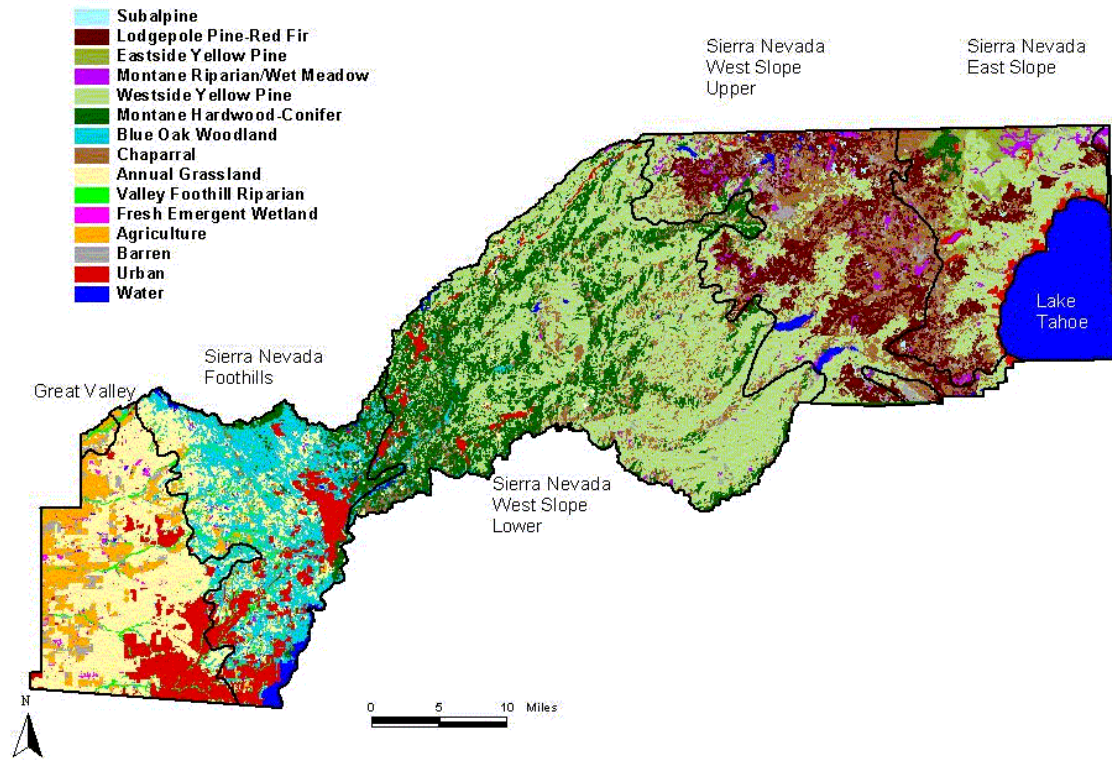 Subalpine
Lodgepole Pine-Red Fir
Eastside Yellow Pine
Montane Riparian/Wet Meadow
Westside Yellow Pine
Montane Hardwood-Conifer
Blue Oak Woodland
Chaparral
Annual Grassland
Valley Foothill Riparian
Fresh Emergent Wetland
Agriculture
Barren
Urban
Water
Sierra Nevada
West Slope
Upper
Sierra Nevada
East Slope
Lake
Tahoe
Sierra Nevada
Foothills
Great Valley
Sierra Nevada
West Slope
Lower
N
0 5 10 Miles